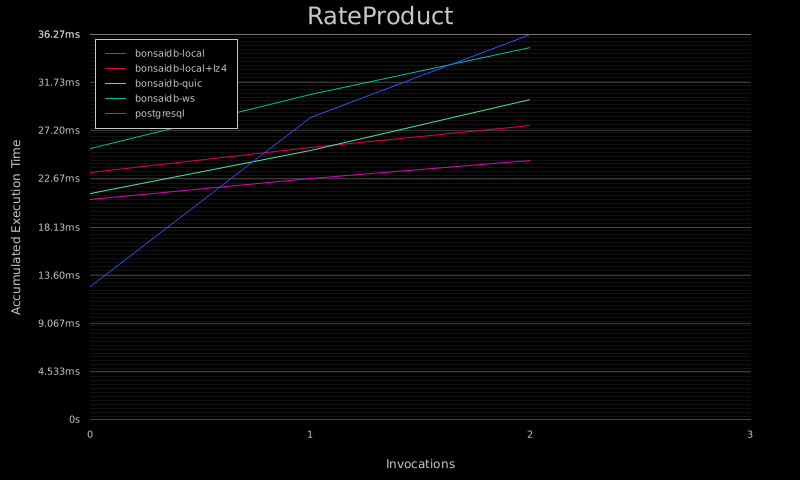 RateProduct
36.27ms
31.73ms
27.20ms
22.67ms
18.13ms
13.60ms
9.067ms
4.533ms
0s
Accumulated Execution Time
bonsaidb-local
bonsaidb-local+lz4
bonsaidb-quic
bonsaidb-ws
postgresql
0 1 2 3
Invocations